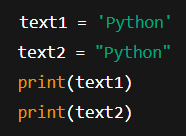 text1 = 'Python'
text2 = "Python"
print(text1)
print(text2)